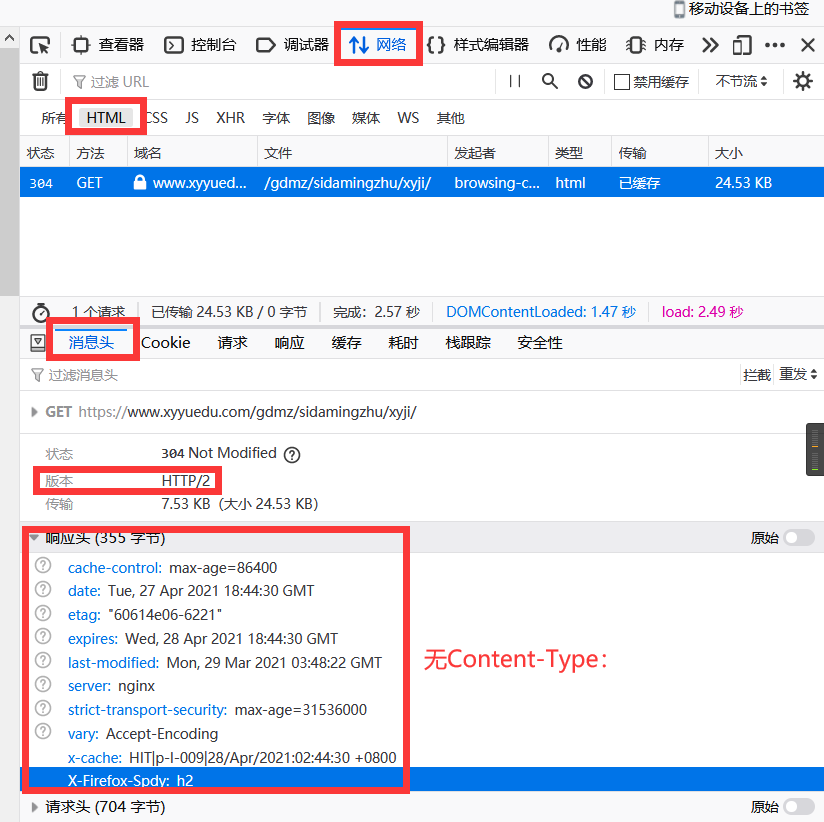 移动设备上的书签
查看器 控制台 调试器 网络 样式编辑器 性能 内存
过滤 URL 禁用缓存 不节流
所有 HTML CSS JS XHR 字体 图像 媒体 WS 其他
状态 方法 域名 文件 发起者 类型 传输 大小
304 GET www.xyyued... /gdmz/sidamingzhu/xyji/ browsing-c... html 已缓存 24.53 KB
1 个请求 已传输 24.53 KB / 0 字节 完成：2.57 秒 DOMContentLoaded: 1.47 秒 load: 2.49 秒
消息头 Cookie 请求 响应 缓存 耗时 栈跟踪 安全性
过滤消息头 拦截 重发
GET https://www.xyyuedu.com/gdmz/sidamingzhu/xyji/
状态 304 Not Modified
版本 HTTP/2
传输 7.53 KB（大小 24.53 KB）
响应头 (355 字节) 原始
cache-control: max-age=86400
date: Tue, 27 Apr 2021 18:44:30 GMT
etag: "60614e06-6221"
expires: Wed, 28 Apr 2021 18:44:30 GMT
last-modified: Mon, 29 Mar 2021 03:48:22 GMT
无Content-Type：
server: nginx
strict-transport-security: max-age=31536000
vary: Accept-Encoding
x-cache: HIT|p-I-009|28/Apr/2021:02:44:30 +0800
X-Firefox-Spdy: h2
请求头 (704 字节) 原始